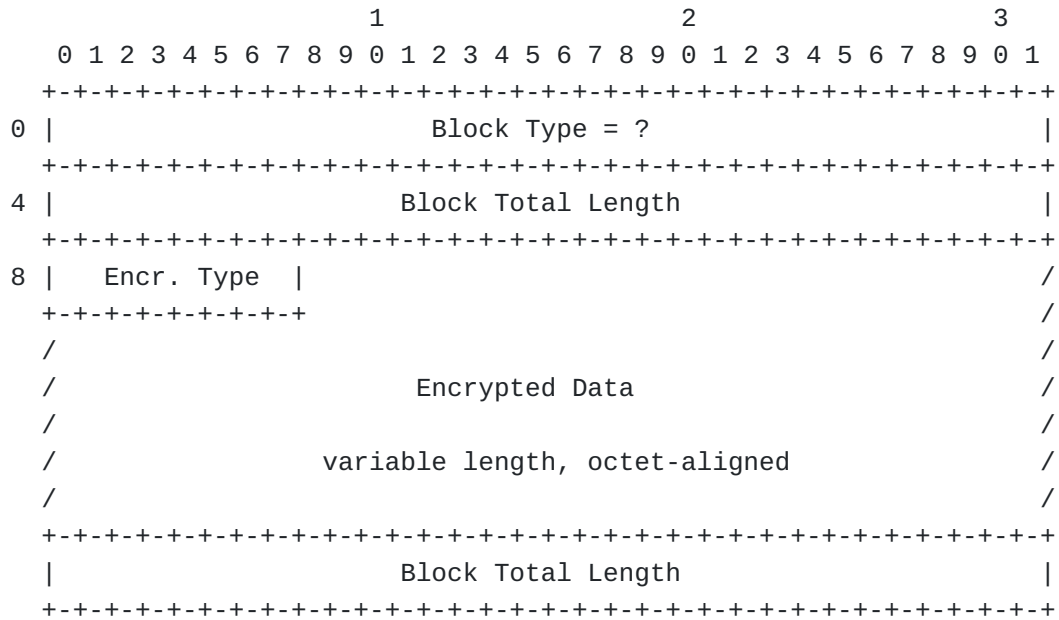 1                   2                   3
    0 1 2 3 4 5 6 7 8 9 0 1 2 3 4 5 6 7 8 9 0 1 2 3 4 5 6 7 8 9 0 1
   +-+-+-+-+-+-+-+-+-+-+-+-+-+-+-+-+-+-+-+-+-+-+-+-+-+-+-+-+-+-+-+-+
 0 |                        Block Type = ?                         |
   +-+-+-+-+-+-+-+-+-+-+-+-+-+-+-+-+-+-+-+-+-+-+-+-+-+-+-+-+-+-+-+-+
 4 |                      Block Total Length                       |
   +-+-+-+-+-+-+-+-+-+-+-+-+-+-+-+-+-+-+-+-+-+-+-+-+-+-+-+-+-+-+-+-+
 8 |   Encr. Type  |                                               /
   +-+-+-+-+-+-+-+-+                                               /
   /                                                               /
   /                       Encrypted Data                          /
   /                                                               /
   /                 variable length, octet-aligned                /
   /                                                               /
   +-+-+-+-+-+-+-+-+-+-+-+-+-+-+-+-+-+-+-+-+-+-+-+-+-+-+-+-+-+-+-+-+
   |                      Block Total Length                       |
   +-+-+-+-+-+-+-+-+-+-+-+-+-+-+-+-+-+-+-+-+-+-+-+-+-+-+-+-+-+-+-+-+